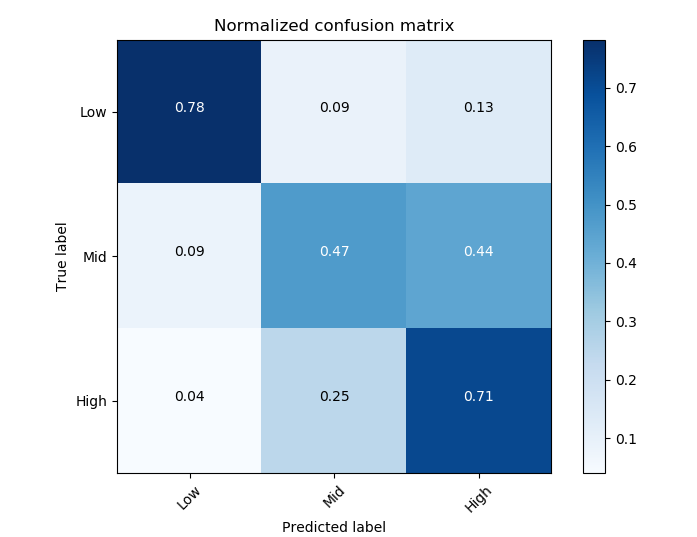 Normalized confusion matrix
Low 0.78 0.09 0.13
Mid 0.09 0.47 0.44
High 0.04 0.25 0.71
Low Mid High
True label
Predicted label
0.7
0.6
0.5
0.4
0.3
0.2
0.1